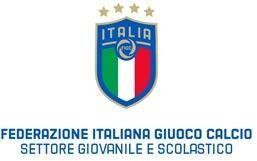 ITALIA
FIGC
FEDERAZIONE ITALIANA GIUOCO CALCIO
SETTORE GIOVANILE E SCOLASTICO